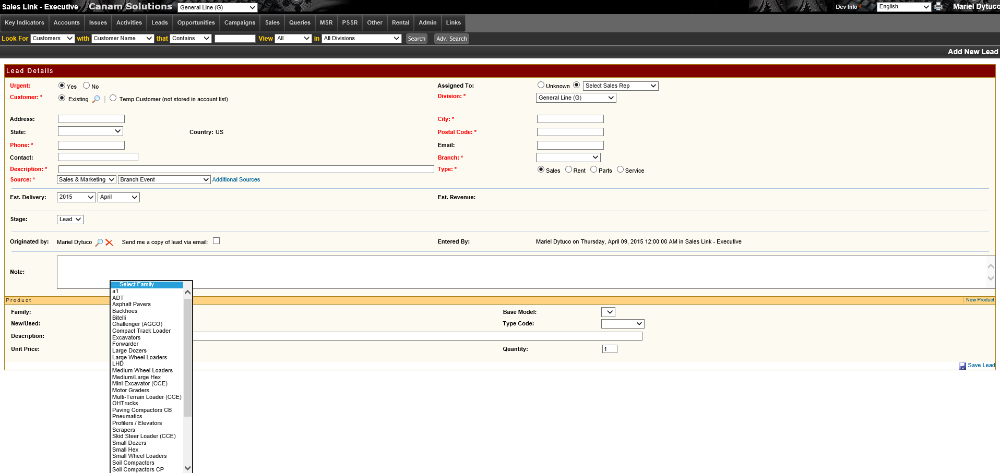 Sales Link - Executive Canam Solutions General Line (G) Dev Info English Mariel Dytuco
Key Indicators Accounts Issues Activities Leads Opportunities Campaigns Sales Queries MSR PSSR Other Rental Admin Links
Look For Customers with Customer Name that Contains View All in All Divisions Search Adv. Search
Add New Lead
Lead Details
Urgent: Yes No Assigned To: Unknown Select Sales Rep
Customer: * Existing | Temp Customer (not stored in account list) Division: * General Line (G)
Address: City: *
State: Country: US Postal Code: *
Phone: * Email:
Contact: Branch: *
Description: * Type: * Sales Rent Parts Service
Source: * Sales & Marketing Branch Event Additional Sources
Est. Delivery: 2015 April Est. Revenue:
Stage: Lead
Originated by: Mariel Dytuco Send me a copy of lead via email: Entered By: Mariel Dytuco on Thursday, April 09, 2015 12:00:00 AM in Sales Link - Executive
Note:
Product | New Product
Family: Base Model:
New/Used: Type Code:
Description:
Unit Price: Quantity: 1
Save Lead
--- Select Family ---
a1
ADT
Asphalt Pavers
Backhoes
Bitelli
Challenger (AGCO)
Compact Track Loader
Excavators
Forwarder
Large Dozers
Large Wheel Loaders
LHD
Medium Wheel Loaders
Medium/Large Hex
Mini Excavator (CCE)
Motor Graders
Multi-Terrain Loader (CCE)
OHTrucks
Paving Compactors CB
Pneumatics
Profilers / Elevators
Scrapers
Skid Steer Loader (CCE)
Small Dozers
Small Hex
Small Wheel Loaders
Soil Compactors
Soil Compactors CP